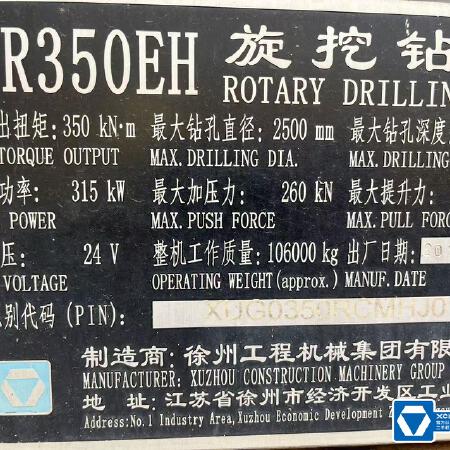 R350EH 旋挖钻
ROTARY DRILLIN
出扭矩: 350 kN·m 最大钻孔直径: 2500 mm 最大钻孔深度
TORQUE OUTPUT MAX. DRILLING DIA. MAX. DRILLING
功率: 315 kW 最大加压力: 260 kN 最大提升力:
POWER MAX. PUSH FORCE MAX. PULL FORC
压: 24 V 整机工作质量: 106000 kg 出厂日期: 201
VOLTAGE OPERATING WEIGHT(approx.) MANUF. DATE
别代码 (PIN): XUG0350RCMHJ0
制造商: 徐州工程机械集团有限
MANUFACTURER: XUZHOU CONSTRUCTION MACHINERY GROUP
地 址: 江苏省徐州市经济开发区工业
Address:No.1 Industry Area,Xuzhou Economic Development Z
XC